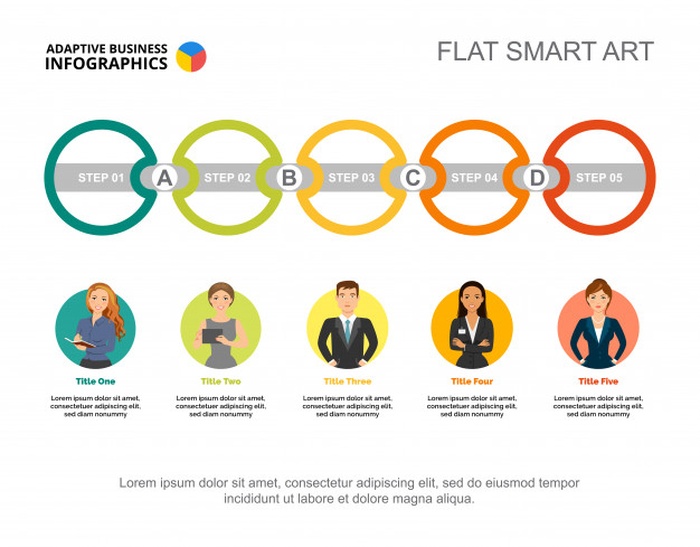 ADAPTIVE BUSINESS
INFOGRAPHICS
FLAT SMART ART
STEP 01 A STEP 02 B STEP 03 C STEP 04 D STEP 05
Title One
Lorem ipsum dolor sit amet,
consectetuer adipiscing elit,
sed diam nonummy
Title Two
Lorem ipsum dolor sit amet,
consectetuer adipiscing elit,
sed diam nonummy
Title Three
Lorem ipsum dolor sit amet,
consectetuer adipiscing elit,
sed diam nonummy
Title Four
Lorem ipsum dolor sit amet,
consectetuer adipiscing elit,
sed diam nonummy
Title Five
Lorem ipsum dolor sit amet,
consectetuer adipiscing elit,
sed diam nonummy
Lorem ipsum dolor sit amet, consectetur adipiscing elit, sed do eiusmod tempor
incididunt ut labore et dolore magna aliqua.